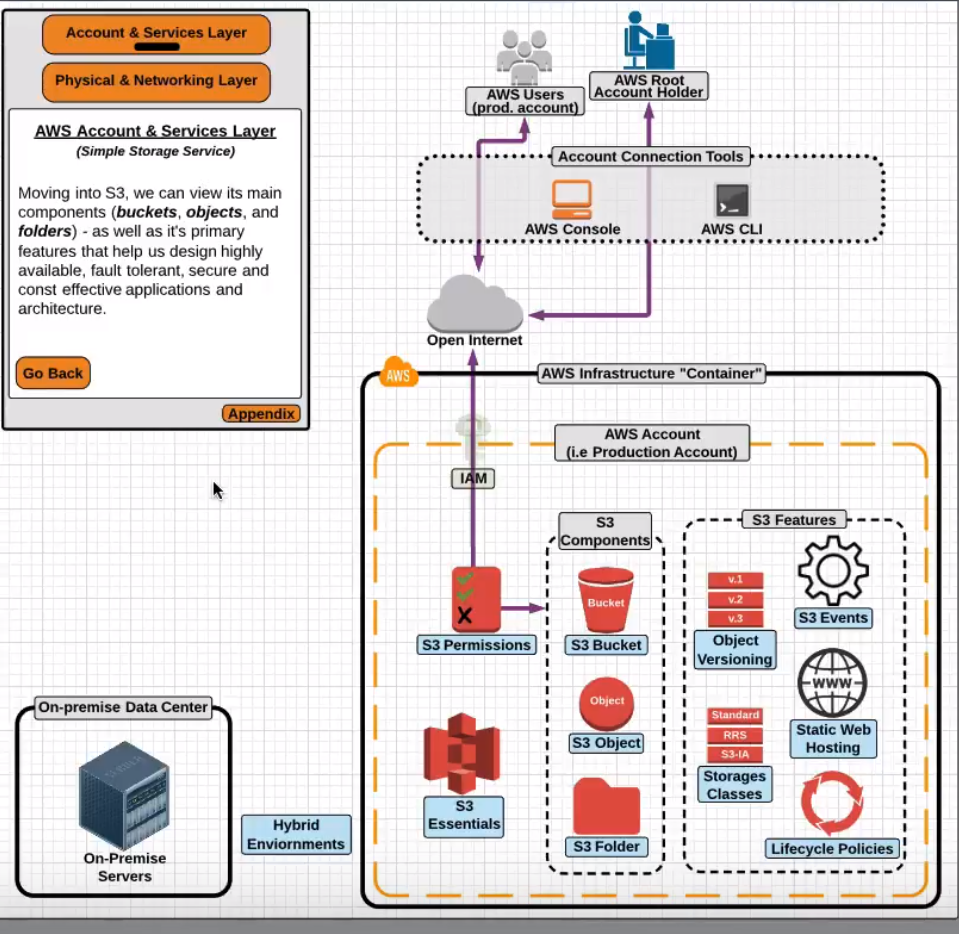 Account & Services Layer
Physical & Networking Layer
AWS Account & Services Layer
(Simple Storage Service)
Moving into S3, we can view its main
components (buckets, objects, and
folders) - as well as it's primary
features that help us design highly
available, fault tolerant, secure and
const effective applications and
architecture.
Go Back
Appendix
AWS Users
(prod. account)
AWS Root
Account Holder
Account Connection Tools
AWS Console
AWS CLI
Open Internet
AWS
AWS Infrastructure "Container"
AWS Account
(i.e Production Account)
IAM
S3 Permissions
S3
Essentials
S3
Components
Bucket
S3 Bucket
Object
S3 Object
S3 Folder
S3 Features
v.1
v.2
v.3
Object
Versioning
S3 Events
WWW
Static Web
Hosting
Standard
RRS
S3-IA
Storages
Classes
Lifecycle Policies
On-premise Data Center
On-Premise
Servers
Hybrid
Enviornments